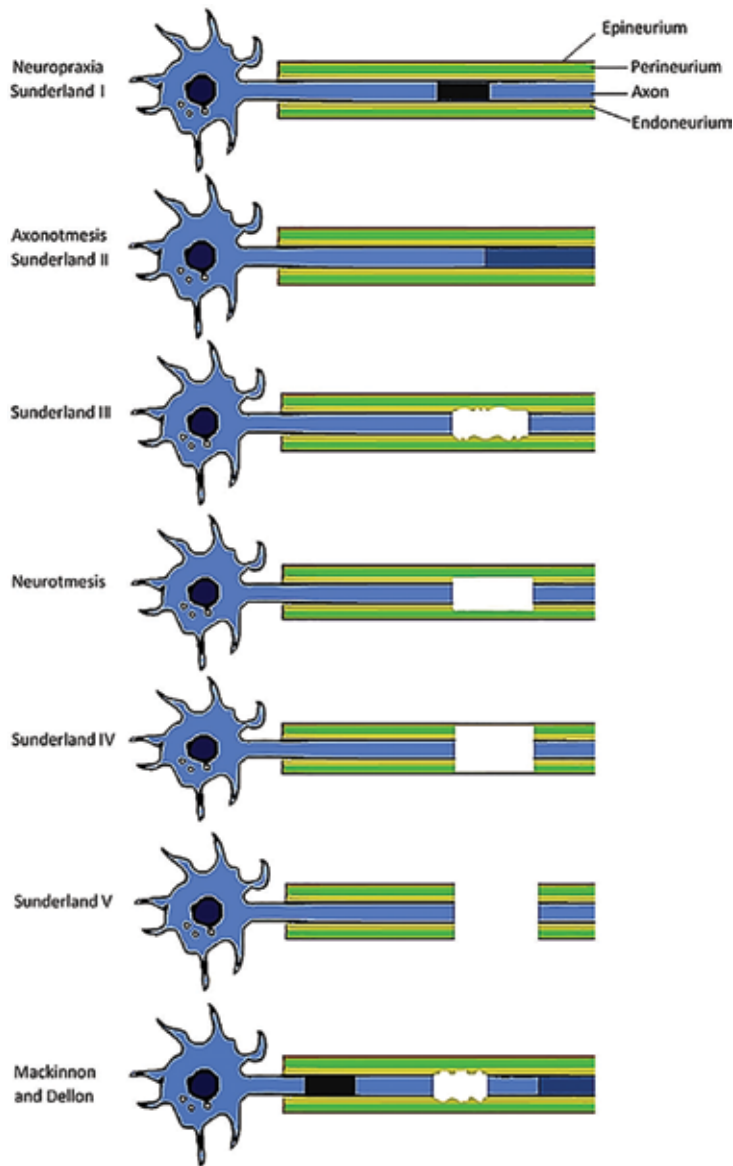 Epineurium
Neuropraxia
Sunderland I
Perineurium
Axon
Endoneurium
Axonotmesis
Sunderland II
Sunderland III
Neurotmesis
Sunderland IV
Sunderland V
Mackinnon
and Dellon